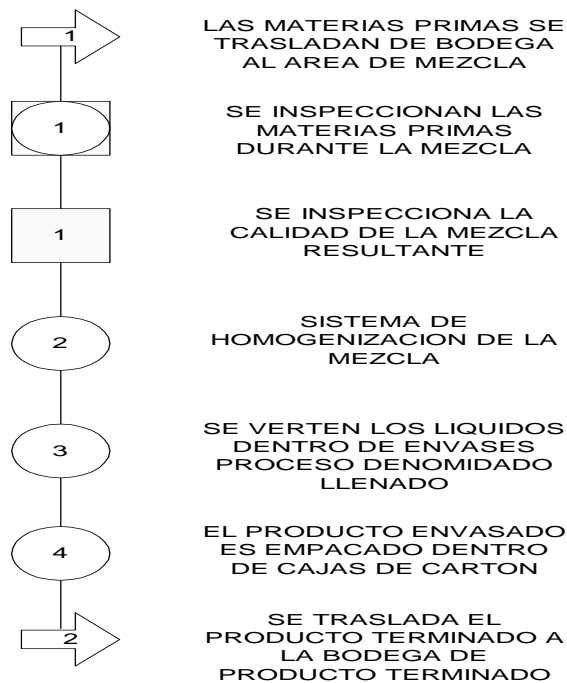 1
LAS MATERIAS PRIMAS SE
TRASLADAN DE BODEGA
AL AREA DE MEZCLA
1
SE INSPECCIONAN LAS
MATERIAS PRIMAS
DURANTE LA MEZCLA
1
SE INSPECCIONA LA
CALIDAD DE LA MEZCLA
RESULTANTE
2
SISTEMA DE
HOMOGENIZACION DE LA
MEZCLA
3
SE VERTEN LOS LIQUIDOS
DENTRO DE ENVASES
PROCESO DENOMIDADO
LLENADO
4
EL PRODUCTO ENVASADO
ES EMPACADO DENTRO
DE CAJAS DE CARTON
2
SE TRASLADA EL
PRODUCTO TERMINADO A
LA BODEGA DE
PRODUCTO TERMINADO